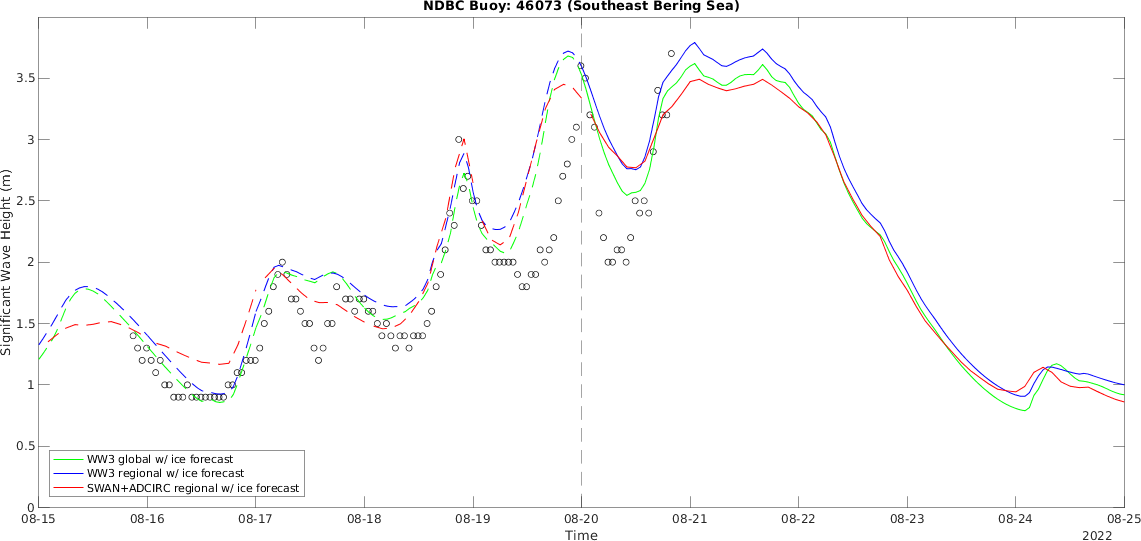 NDBC Buoy: 46073 (Southeast Bering Sea)
Significant Wave Height (m)
3.5
3
2.5
2
1.5
1
0.5
0
WW3 global w/ ice forecast
WW3 regional w/ ice forecast
SWAN+ADCIRC regional w/ ice forecast
08-15 08-16 08-17 08-18 08-19 08-20 08-21 08-22 08-23 08-24 08-25
Time
2022